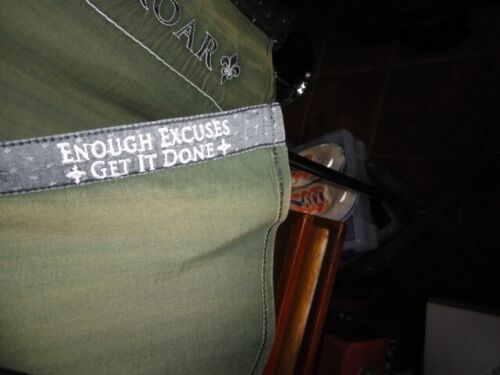 ROAR
ENOUGH EXCUSES
GET IT DONE